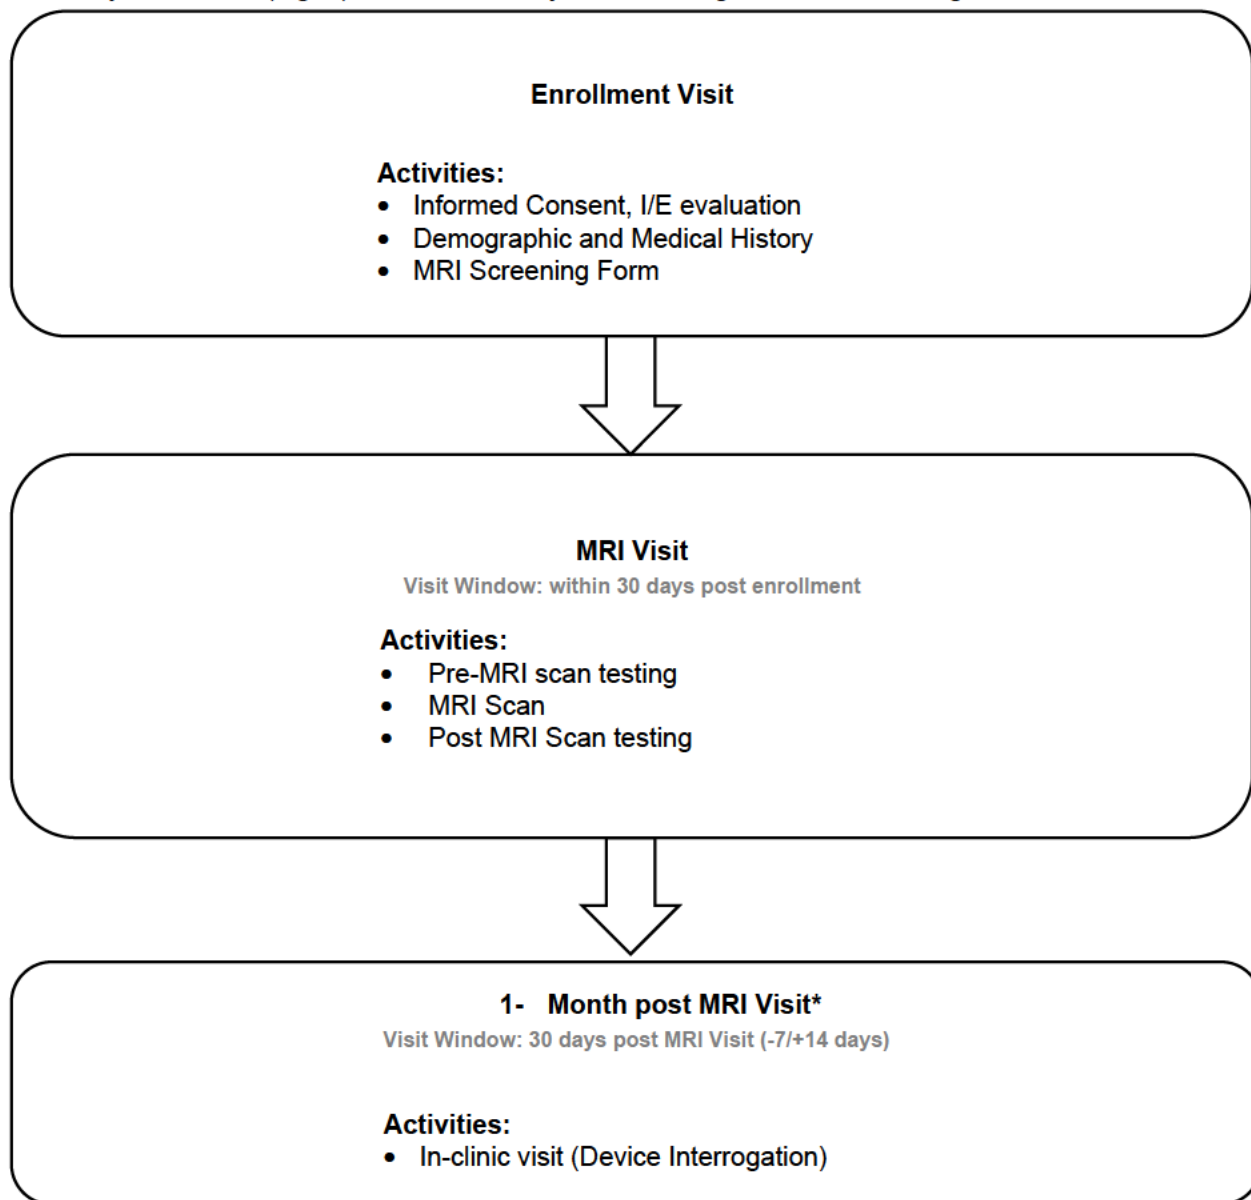 Enrollment Visit
Activities:
• Informed Consent, I/E evaluation
• Demographic and Medical History
• MRI Screening Form
MRI Visit
Visit Window: within 30 days post enrollment
Activities:
• Pre-MRI scan testing
• MRI Scan
• Post MRI Scan testing
1- Month post MRI Visit*
Visit Window: 30 days post MRI Visit (-7/+14 days)
Activities:
• In-clinic visit (Device Interrogation)